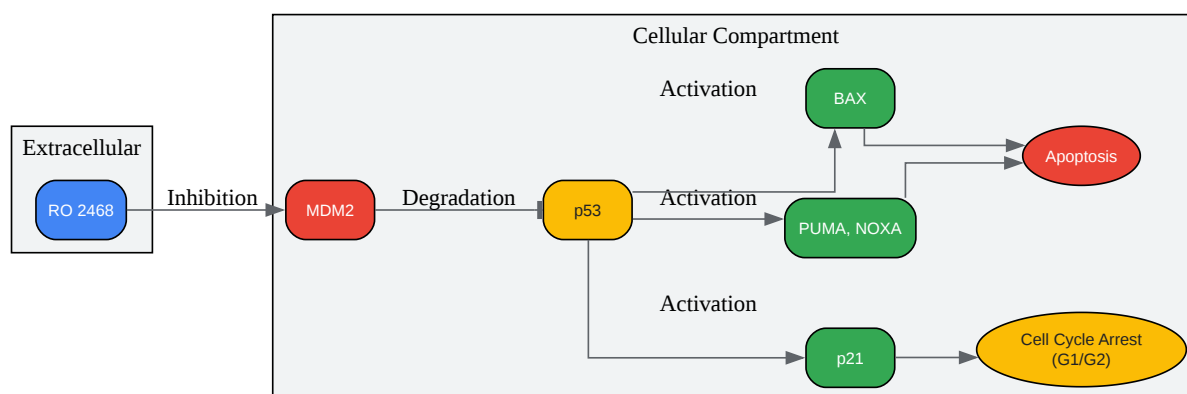 Cellular Compartment
Activation
BAX
Extracellular
Apoptosis
RO 2468
Inhibition
MDM2
Degradation
p53
Activation
PUMA, NOXA
Activation
p21
Cell Cycle Arrest
(G1/G2)